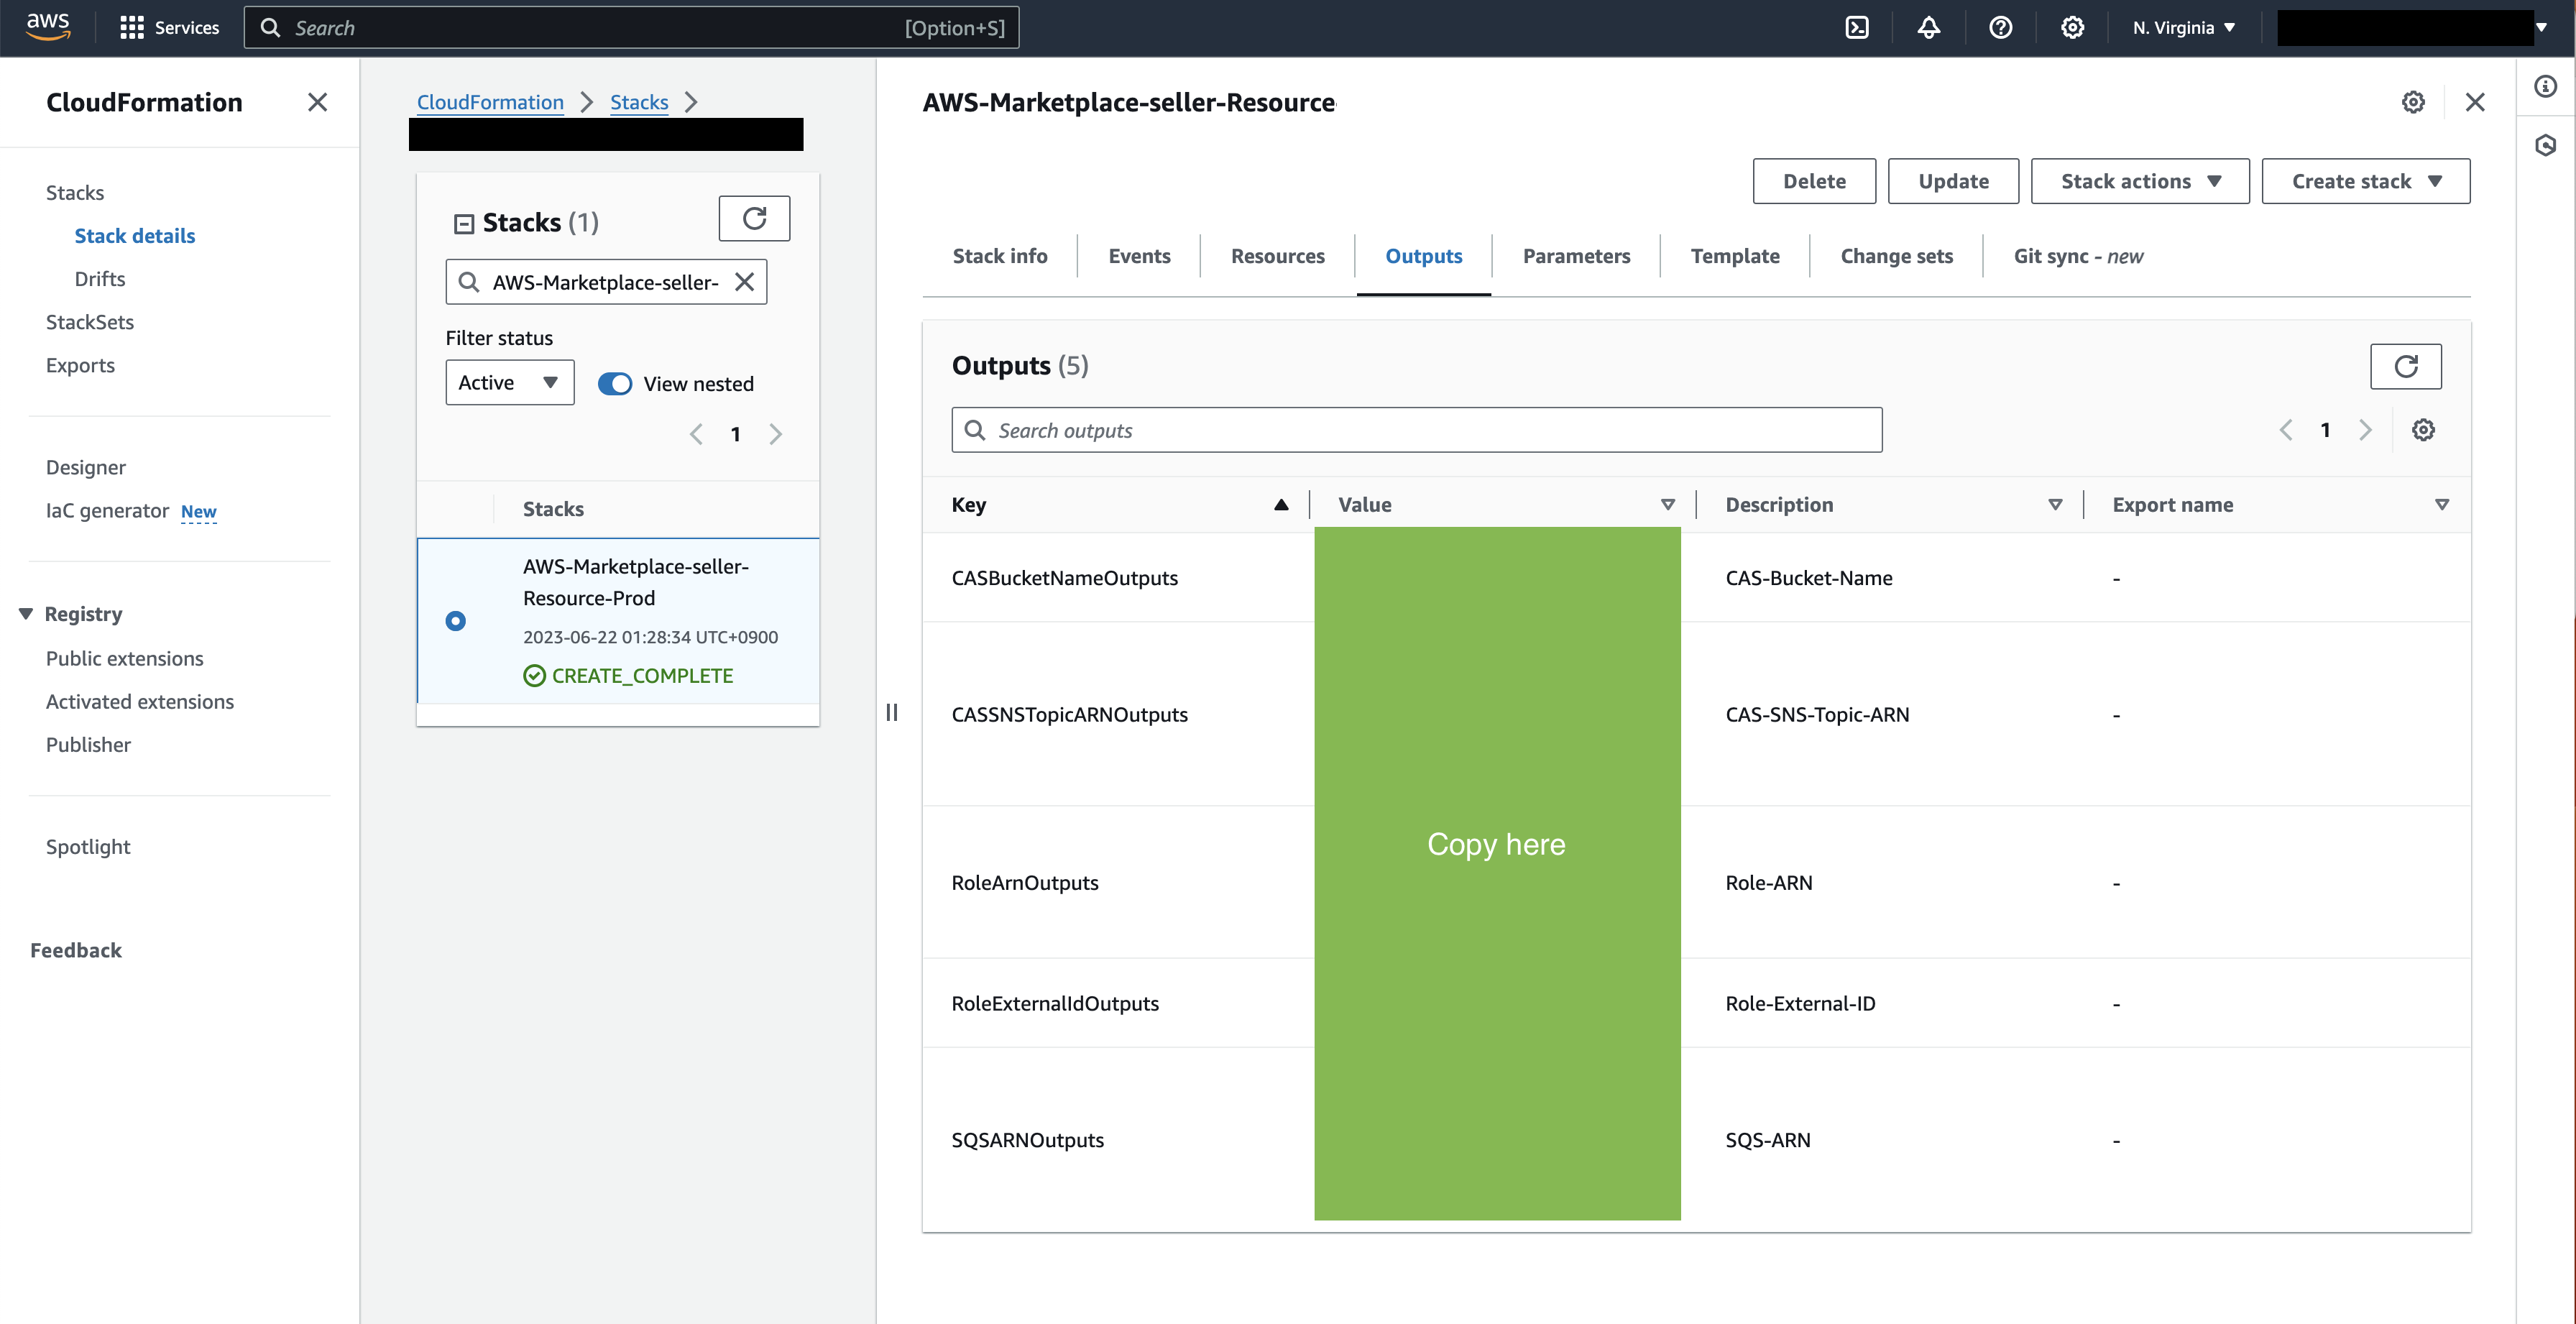 aws
Services
Search
[Option+S]
N. Virginia
CloudFormation
Stacks
Stack details
Drifts
StackSets
Exports
Designer
IaC generator New
Registry
Public extensions
Activated extensions
Publisher
Spotlight
Feedback
CloudFormation
Stacks
Stacks (1)
AWS-Marketplace-seller-
Filter status
Active
View nested
1
Stacks
AWS-Marketplace-seller-
Resource-Prod
2023-06-22 01:28:34 UTC+0900
CREATE_COMPLETE
AWS-Marketplace-seller-Resource
Delete
Update
Stack actions
Create stack
Stack info
Events
Resources
Outputs
Parameters
Template
Change sets
Git sync - new
Outputs (5)
Search outputs
1
Key
Value
Description
Export name
CASBucketNameOutputs
CAS-Bucket-Name
-
CASSNSTopicARNOutputs
CAS-SNS-Topic-ARN
-
Copy here
RoleArnOutputs
Role-ARN
-
RoleExternalIdOutputs
Role-External-ID
-
SQSARNOutputs
SQS-ARN
-